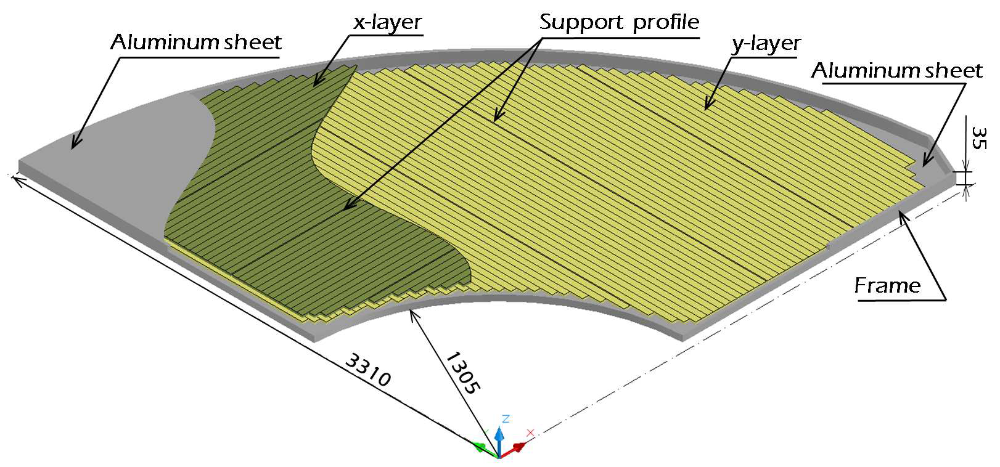 x-layer
Support profile
Aluminum sheet
y-layer
Aluminum sheet
35
Frame
3310
1305
Z
X